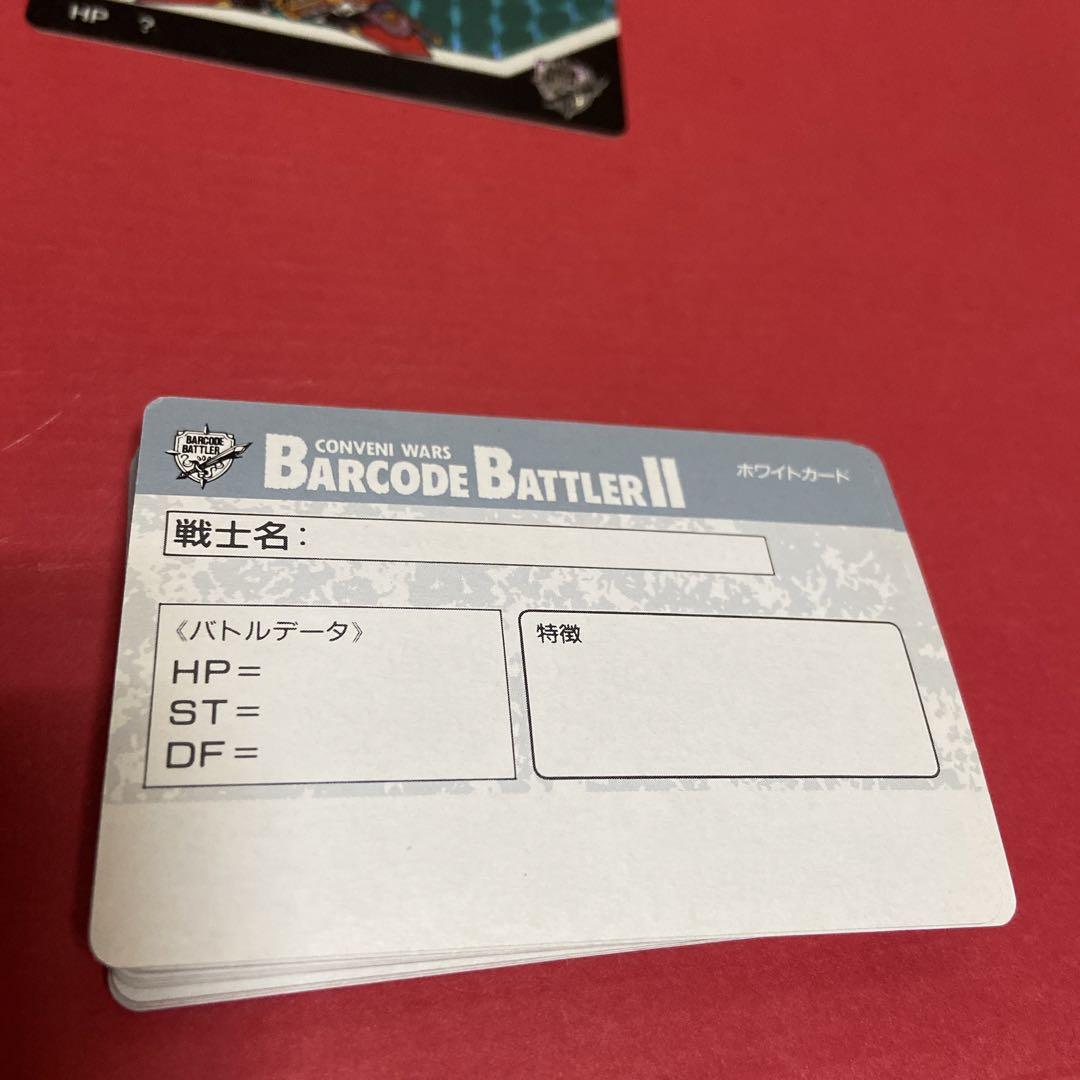 HP ?
BARCODE
BATTLER
CONVENI WARS
BARCODE BATTLER II
ホワイトカード
戦士名:
《バトルデータ》
HP=
ST=
DF=
特徴